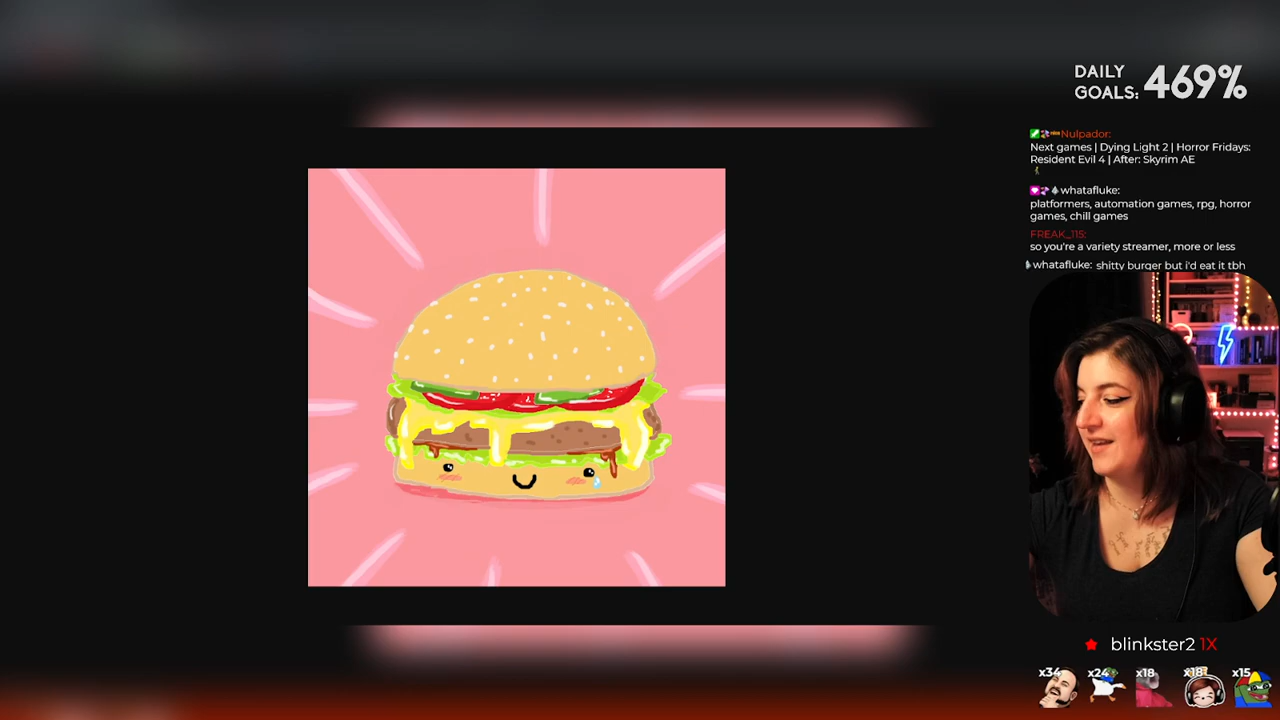 DAILY
GOALS: 469%
Nulpador:
Next games | Dying Light 2 | Horror Fridays:
Resident Evil 4 | After: Skyrim AE
whatafluke:
platformers, automation games, rpg, horror
games, chill games
FREAK_115:
so you're a variety streamer, more or less
whatafluke: shitty burger but i'd eat it tbh
blinkster2 1X
x34 x24 x18 x18 x15